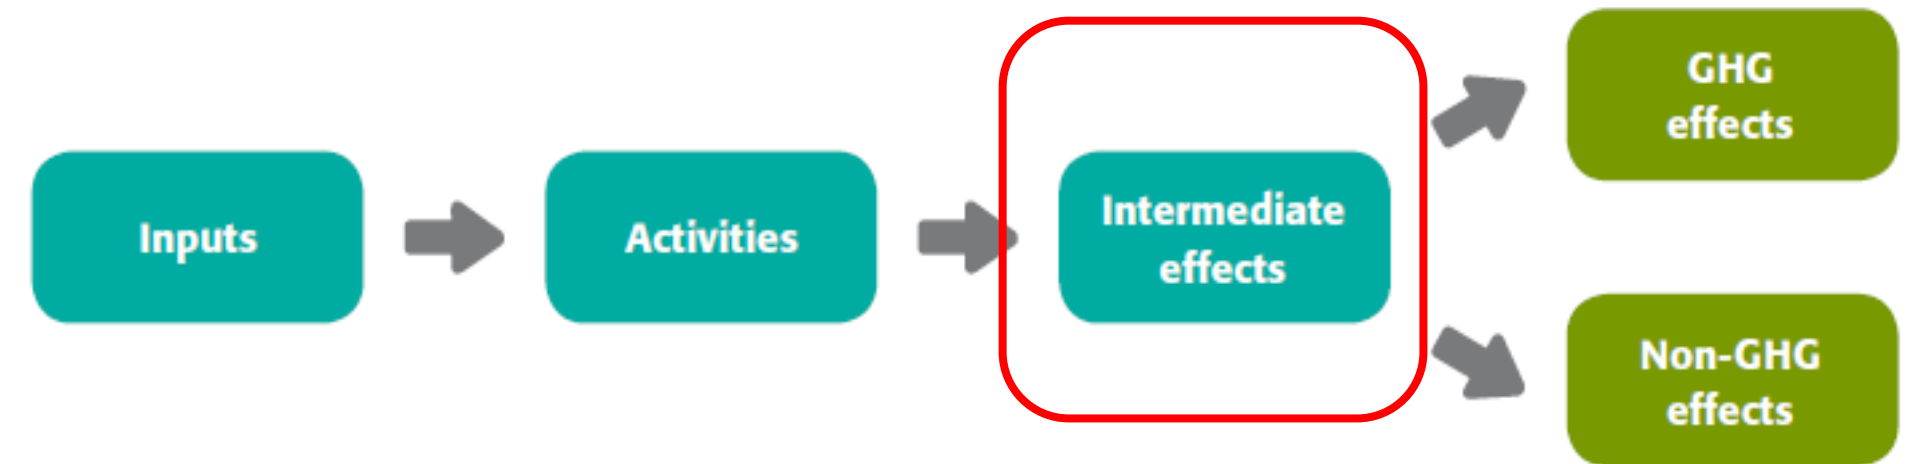 Inputs
Activities
Intermediate
effects
GHG
effects
Non-GHG
effects